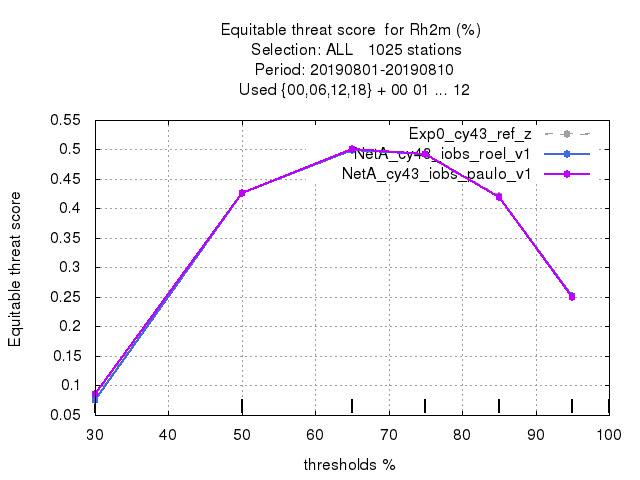 Equitable threat score  for Rh2m (%)
Selection: ALL   1025 stations
Period: 20190801-20190810
Used {00,06,12,18} + 00 01 ... 12
Exp0_cy43_ref_z
NetA_cy43_iobs_roel_v1
NetA_cy43_iobs_paulo_v1
Equitable threat score
0.55
0.5
0.45
0.4
0.35
0.3
0.25
0.2
0.15
0.1
0.05
30 40 50 60 70 80 90 100
thresholds %